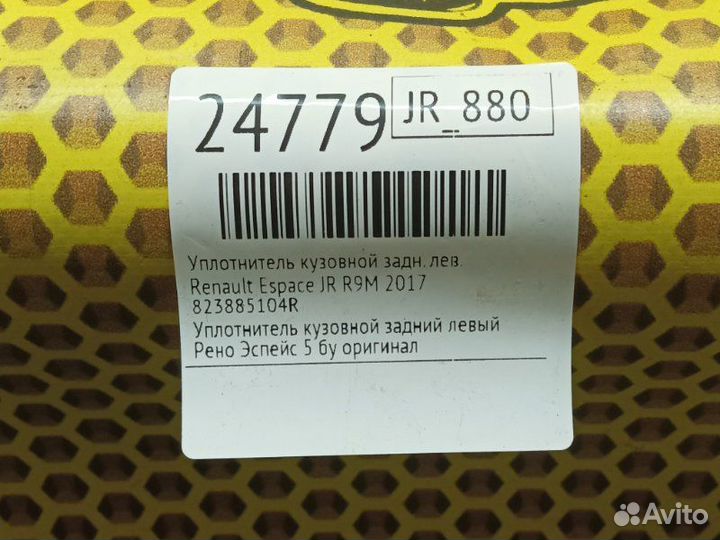 24779
JR_880
Уплотнитель кузовной задн. лев.
Renault Espace JR R9M 2017
823885104R
Уплотнитель кузовной задний левый
Рено Эспейс 5 бу оригинал
Avito